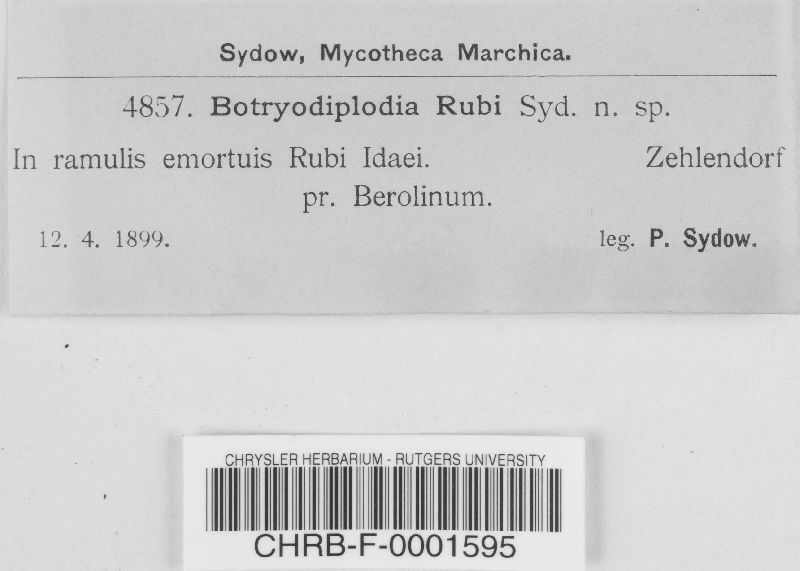 Sydow, Mycotheca Marchica.
4857. Botryodiplodia Rubi Syd. n. sp.
In ramulis emortuis Rubi Idaei. Zehlendorf
pr. Berolinum.
12. 4. 1899. leg. P. Sydow.
CHRYSLER HERBARIUM - RUTGERS UNIVERSITY
CHRB-F-0001595